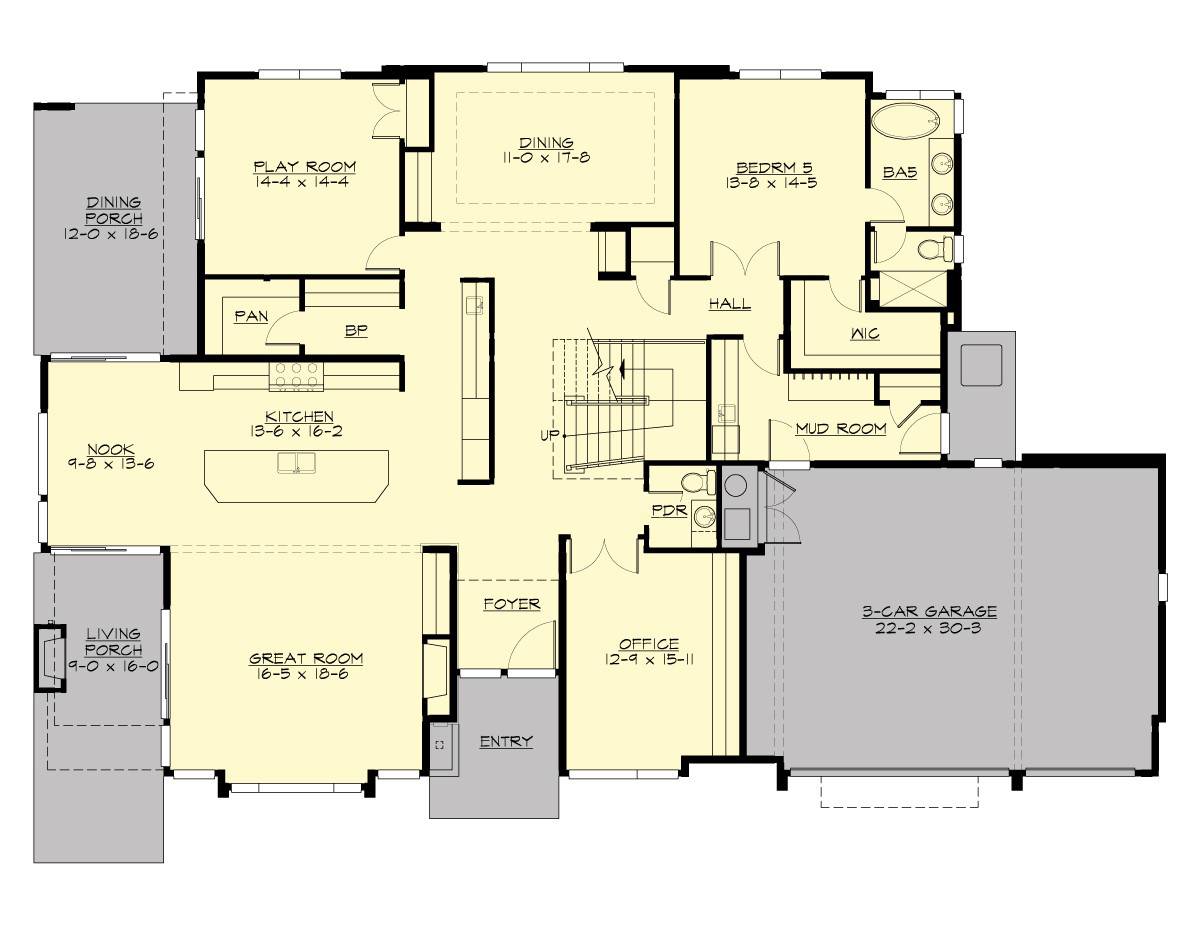 DINING
11-0 x 17-8
PLAY ROOM
14-4 x 14-4
BEDRM 5
13-8 x 14-5
BA5
DINING
PORCH
12-0 x 18-6
HALL
PAN
BP
WIC
KITCHEN
13-6 x 16-2
UP
MUD ROOM
NOOK
9-8 x 13-6
PDR
FOYER
3-CAR GARAGE
22-2 x 30-3
LIVING
PORCH
9-0 x 16-0
OFFICE
12-9 x 15-11
GREAT ROOM
16-5 x 18-6
ENTRY